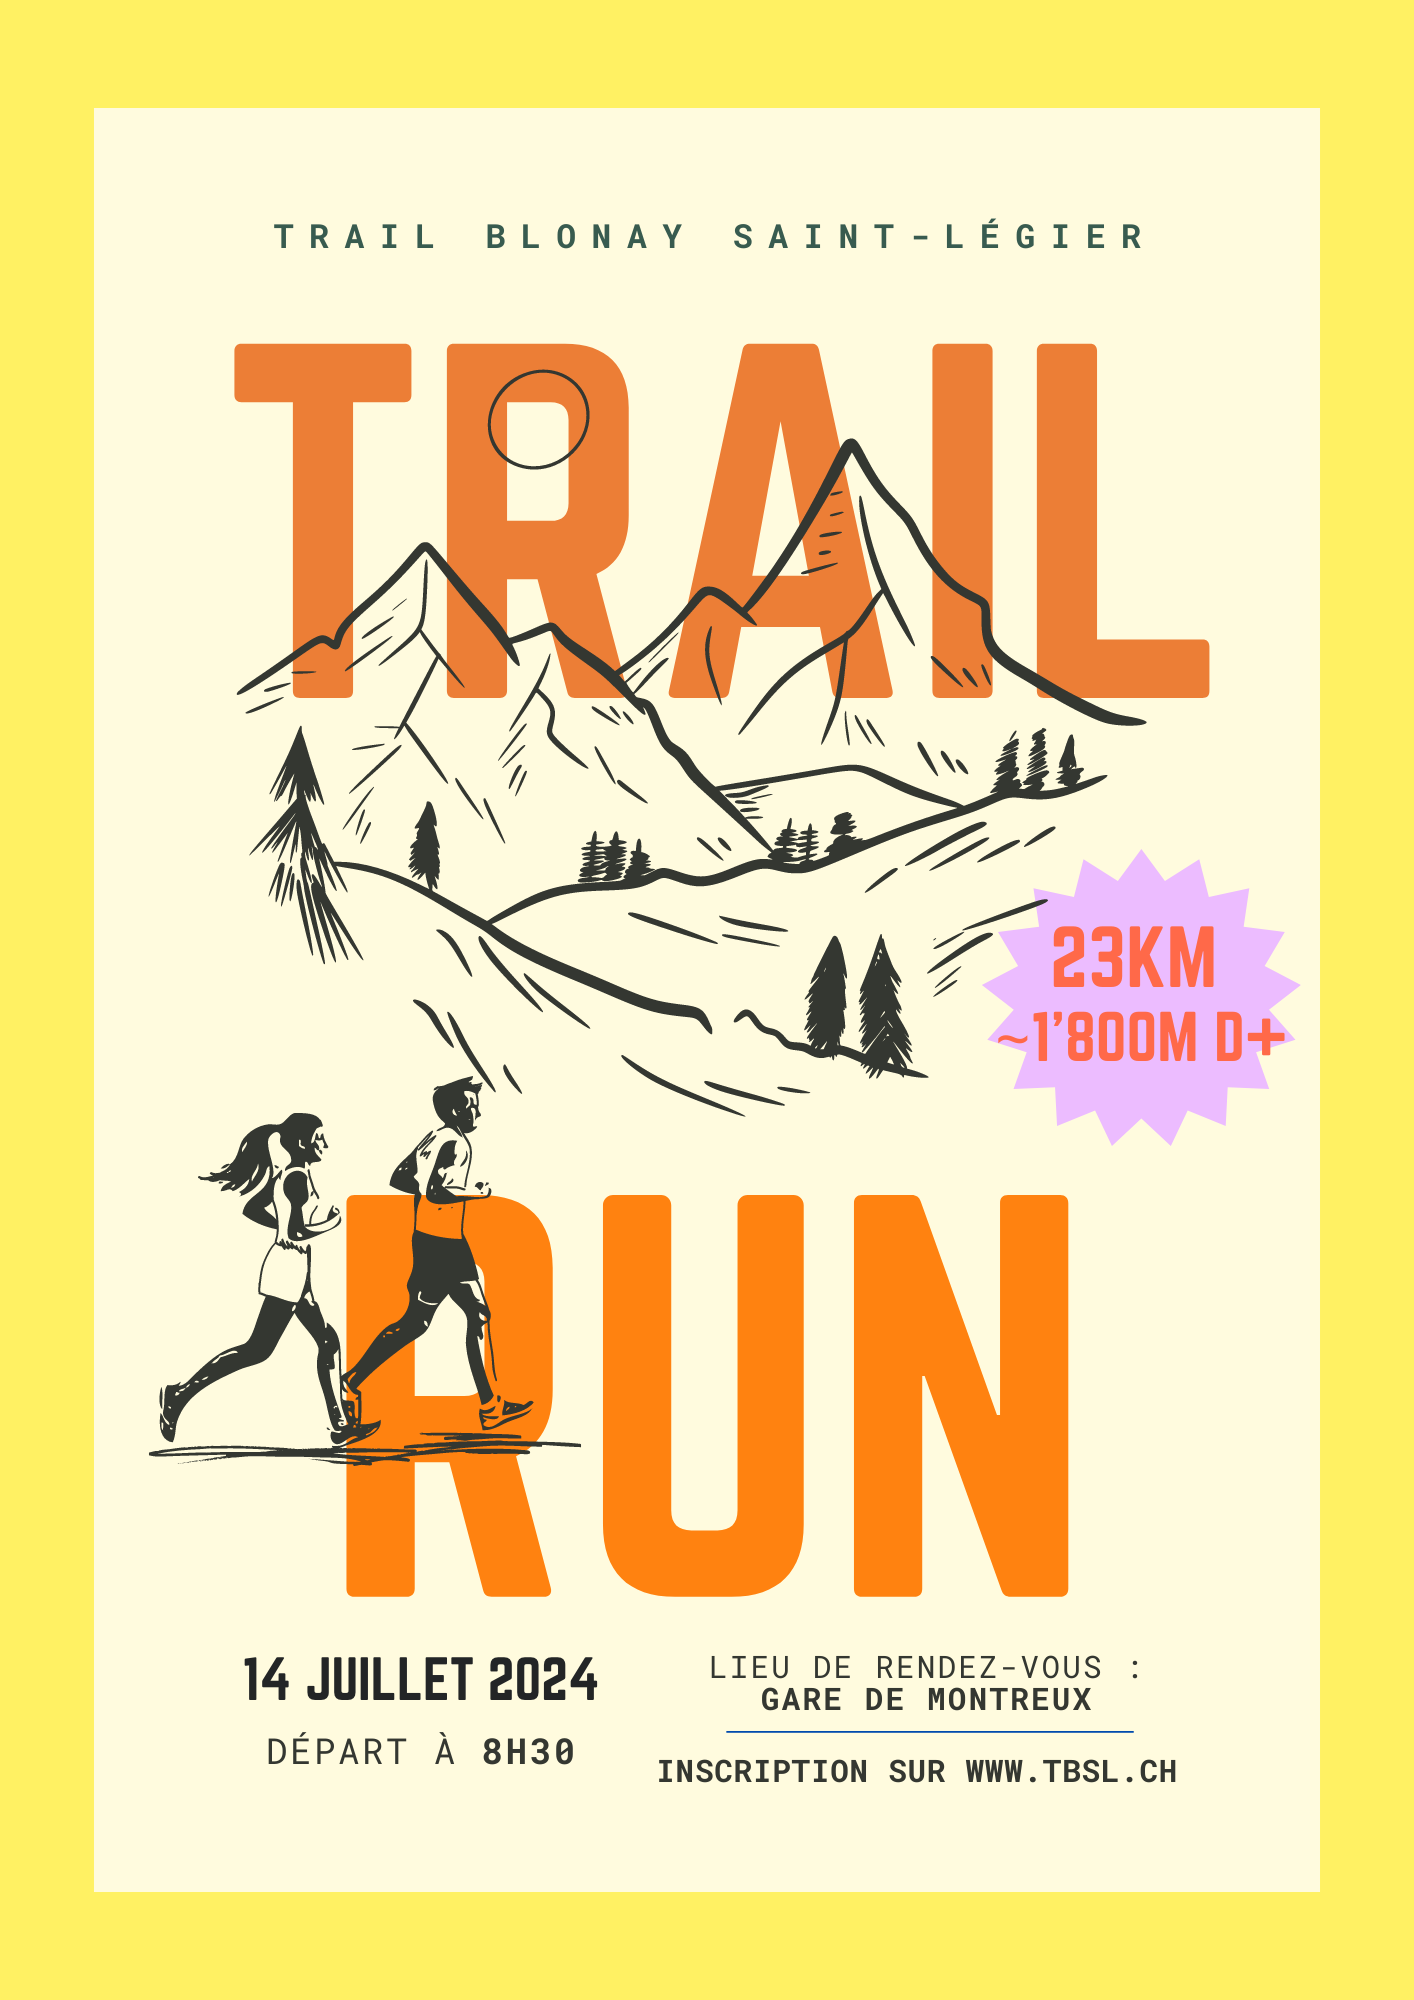 TRAIL BLONAY SAINT-LÉGIER
TRAIL
23KM
~1'800M D+
RUN
14 JUILLET 2024
DÉPART À 8H30
LIEU DE RENDEZ-VOUS :
GARE DE MONTREUX
INSCRIPTION SUR WWW.TBSL.CH